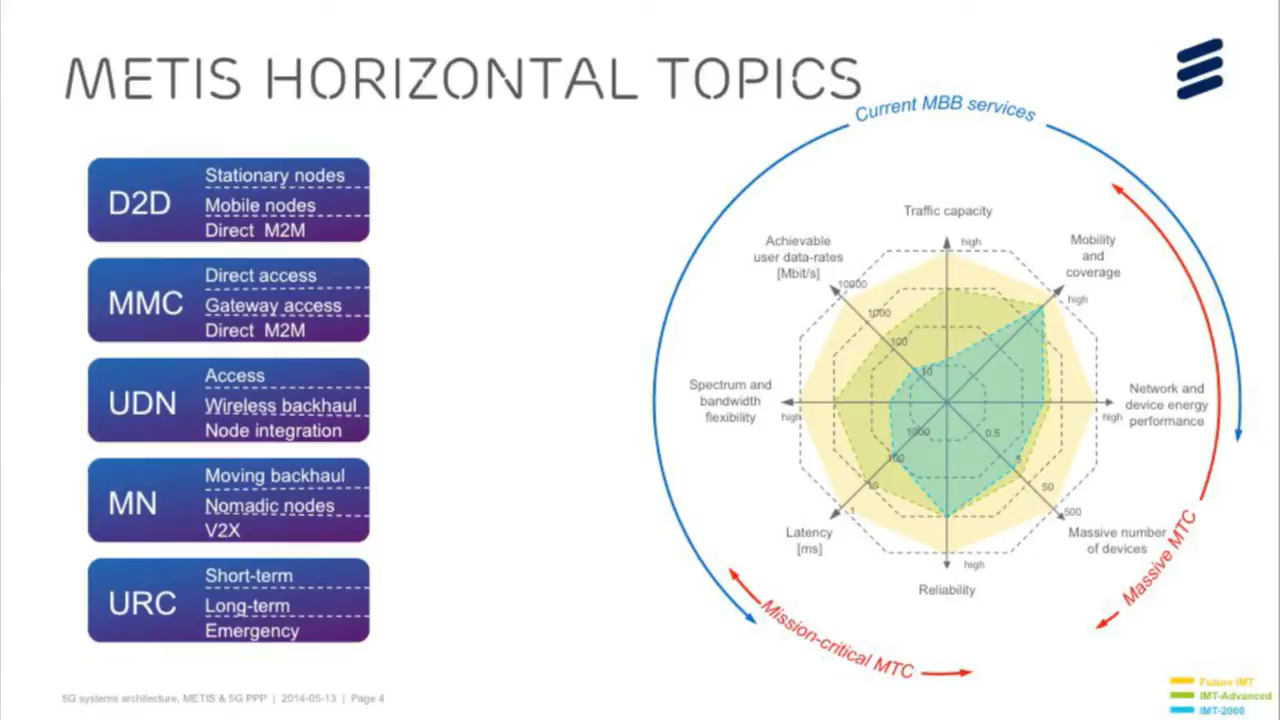 METIS HORIZONTAL TOPICS
D2D
Stationary nodes
Mobile nodes
Direct M2M
MMC
Direct access
Gateway access
Direct M2M
UDN
Access
Wireless backhaul
Node integration
MN
Moving backhaul
Nomadic nodes
V2X
URC
Short-term
Long-term
Emergency
Current MBB services
Traffic capacity
high
Achievable
user data-rates
[Mbit/s]
10000
1000
100
10
Mobility
and
coverage
high
Spectrum and
bandwidth
flexibility
high
Network and
device energy
performance
high
1000
100
10
1
Latency
[ms]
0.5
5
50
500
Massive number
of devices
high
Reliability
Massive MTC
Mission-critical MTC
Future IMT
IMT-Advanced
IMT-2000
5G systems architecture, METIS & 5G PPP | 2014-05-13 | Page 4